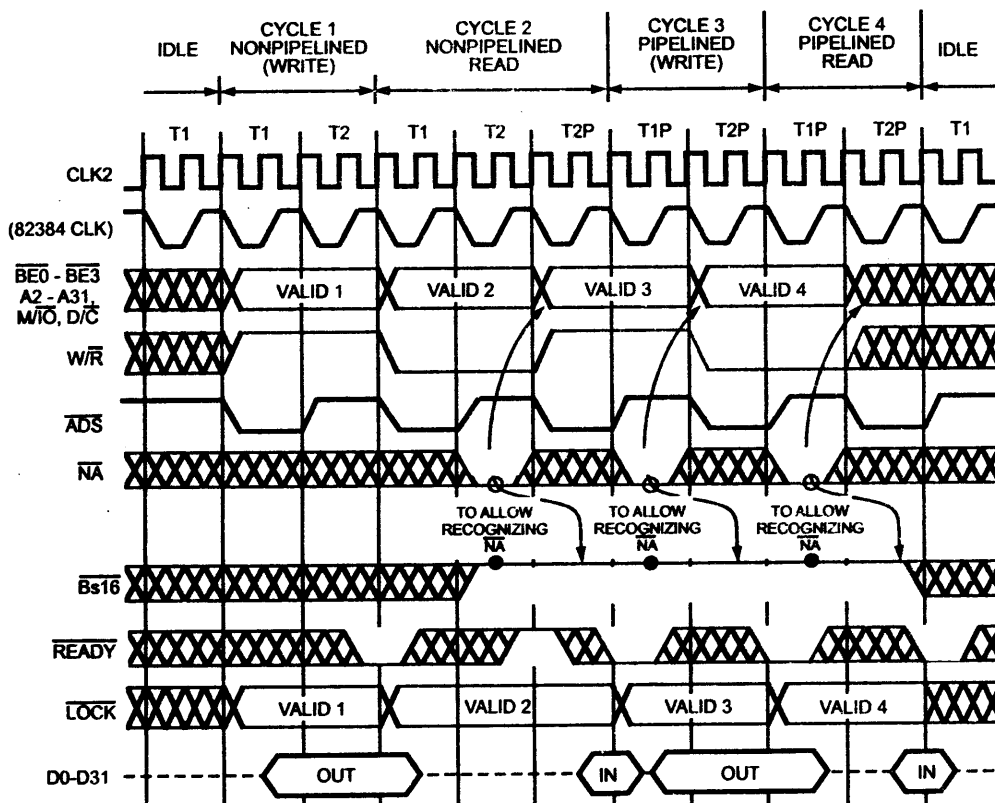 IDLE
CYCLE 1
NONPIPELINED
(WRITE)
CYCLE 2
NONPIPELINED
READ
CYCLE 3
PIPELINED
(WRITE)
CYCLE 4
PIPELINED
READ
IDLE
T1 T1 T2 T1 T2 T2P T1P T2P T1P T2P T1
CLK2
(82384 CLK)
BE0 - BE3
A2 - A31,
M/IO, D/C
VALID 1 VALID 2 VALID 3 VALID 4
W/R
ADS
NA
TO ALLOW
RECOGNIZING
NA
TO ALLOW
RECOGNIZING
NA
TO ALLOW
RECOGNIZING
NA
Bs16
READY
LOCK VALID 1 VALID 2 VALID 3 VALID 4
D0-D31 OUT IN OUT IN